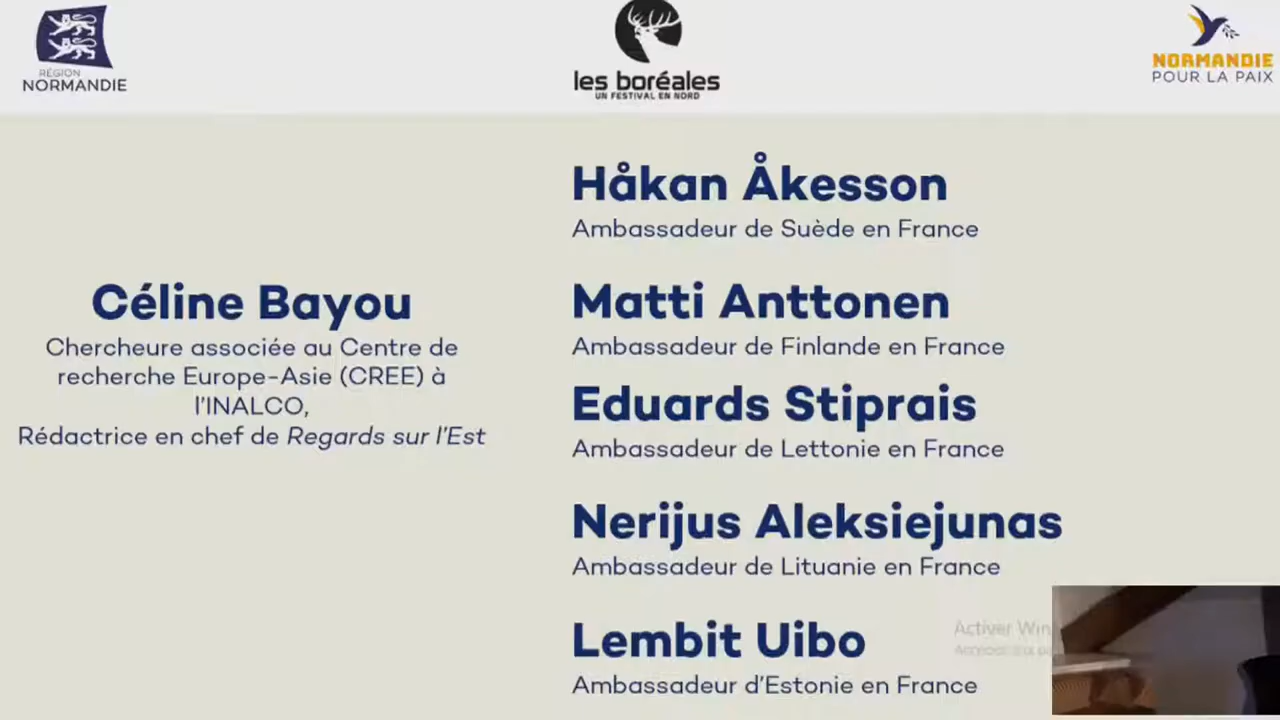 RÉGION
NORMANDIE
les boréales
UN FESTIVAL EN NORD
NORMANDIE
POUR LA PAIX
Céline Bayou
Chercheure associée au Centre de
recherche Europe-Asie (CREE) à
l'INALCO,
Rédactrice en chef de Regards sur l'Est
Håkan Åkesson
Ambassadeur de Suède en France
Matti Anttonen
Ambassadeur de Finlande en France
Eduards Stiprais
Ambassadeur de Lettonie en France
Nerijus Aleksiejunas
Ambassadeur de Lituanie en France
Lembit Uibo
Ambassadeur d'Estonie en France
Activer Win